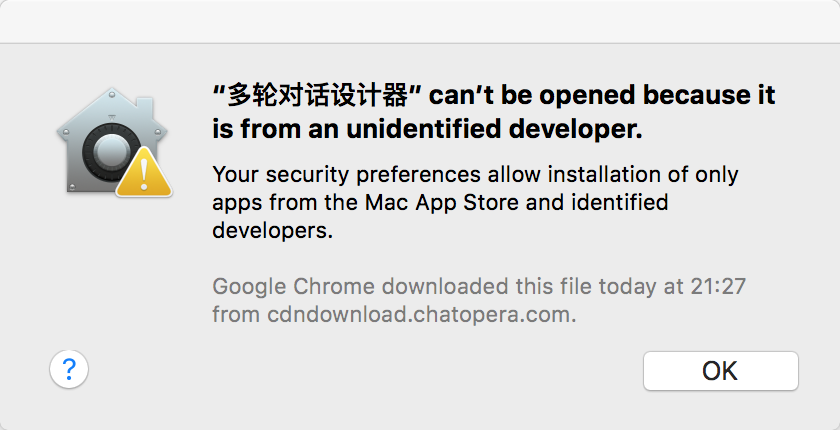 “多轮对话设计器” can’t be opened because it
is from an unidentified developer.
Your security preferences allow installation of only
apps from the Mac App Store and identified
developers.
Google Chrome downloaded this file today at 21:27
from cdndownload.chatopera.com.
?
OK